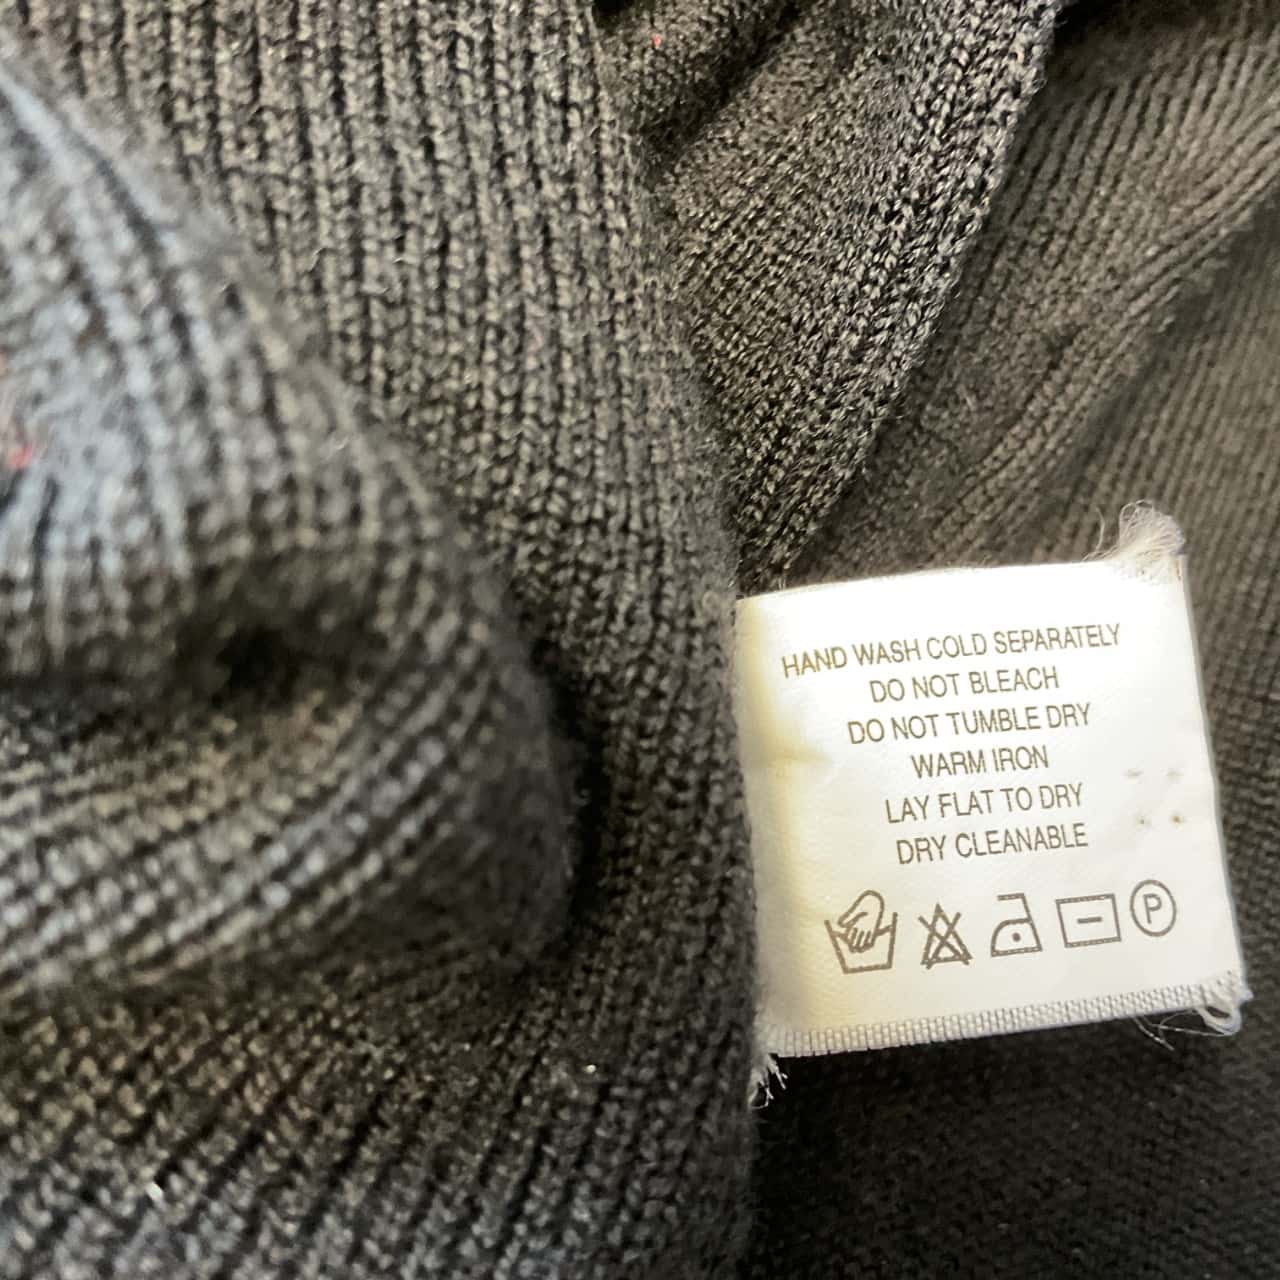 HAND WASH COLD SEPARATELY
DO NOT BLEACH
DO NOT TUMBLE DRY
WARM IRON
LAY FLAT TO DRY
DRY CLEANABLE
P